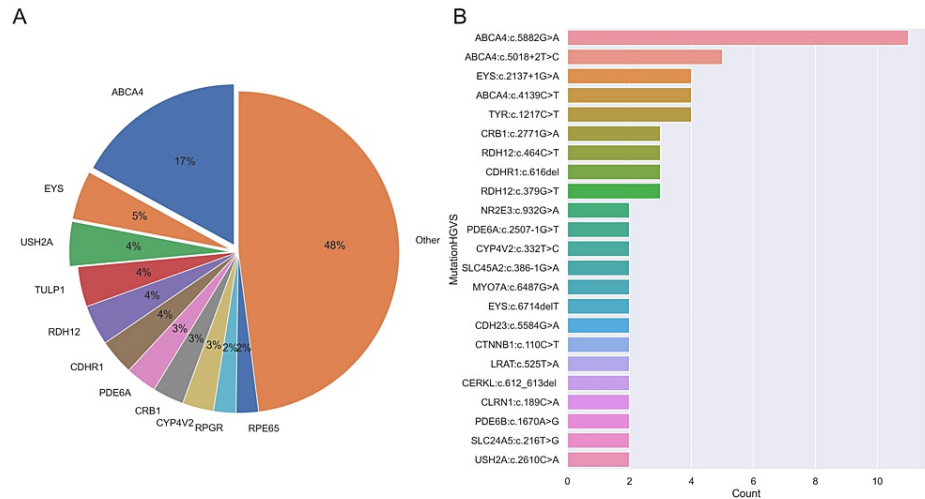 A
ABCA4
17%
EYS
5%
USH2A
4%
TULP1
4%
RDH12
4%
CDHR1
4%
PDE6A
3%
CRB1
3%
CYP4V2
3%
RPGR
2%
RPE65
2%
Other
48%
B
MutationHGVS
ABCA4:c.5882G>A
ABCA4:c.5018+2T>C
EYS:c.2137+1G>A
ABCA4:c.4139C>T
TYR:c.1217C>T
CRB1:c.2771G>A
RDH12:c.464C>T
CDHR1:c.616del
RDH12:c.379G>T
NR2E3:c.932G>A
PDE6A:c.2507-1G>T
CYP4V2:c.332T>C
SLC45A2:c.386-1G>A
MYO7A:c.6487G>A
EYS:c.6714delT
CDH23:c.5584G>A
CTNNB1:c.110C>T
LRAT:c.525T>A
CERKL:c.612_613del
CLRN1:c.189C>A
PDE6B:c.1670A>G
SLC24A5:c.216T>G
USH2A:c.2610C>A
0 2 4 6 8 10
Count